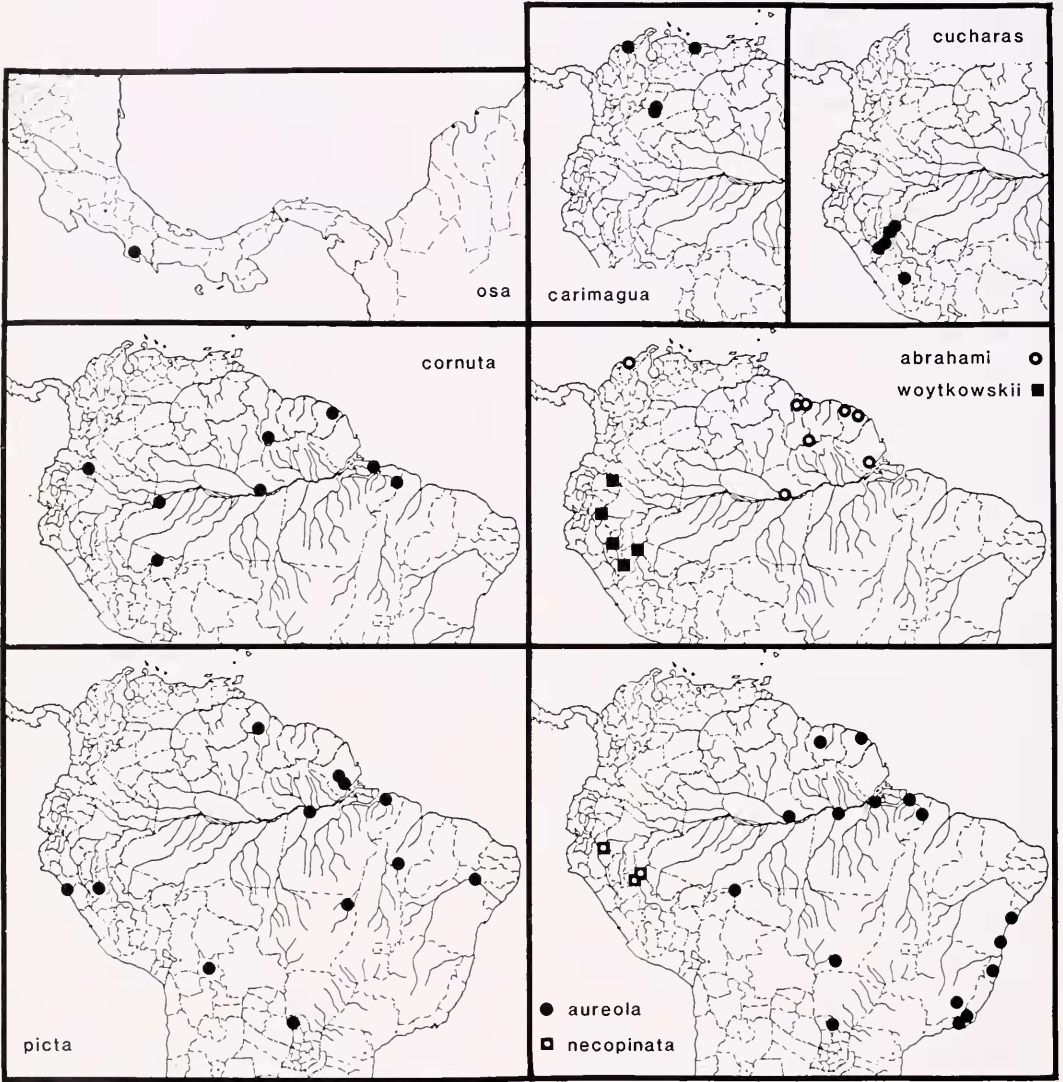 cucharas
osa
carimagua
cornuta
abrahami
woytkowskii
picta
aureola
necopinata